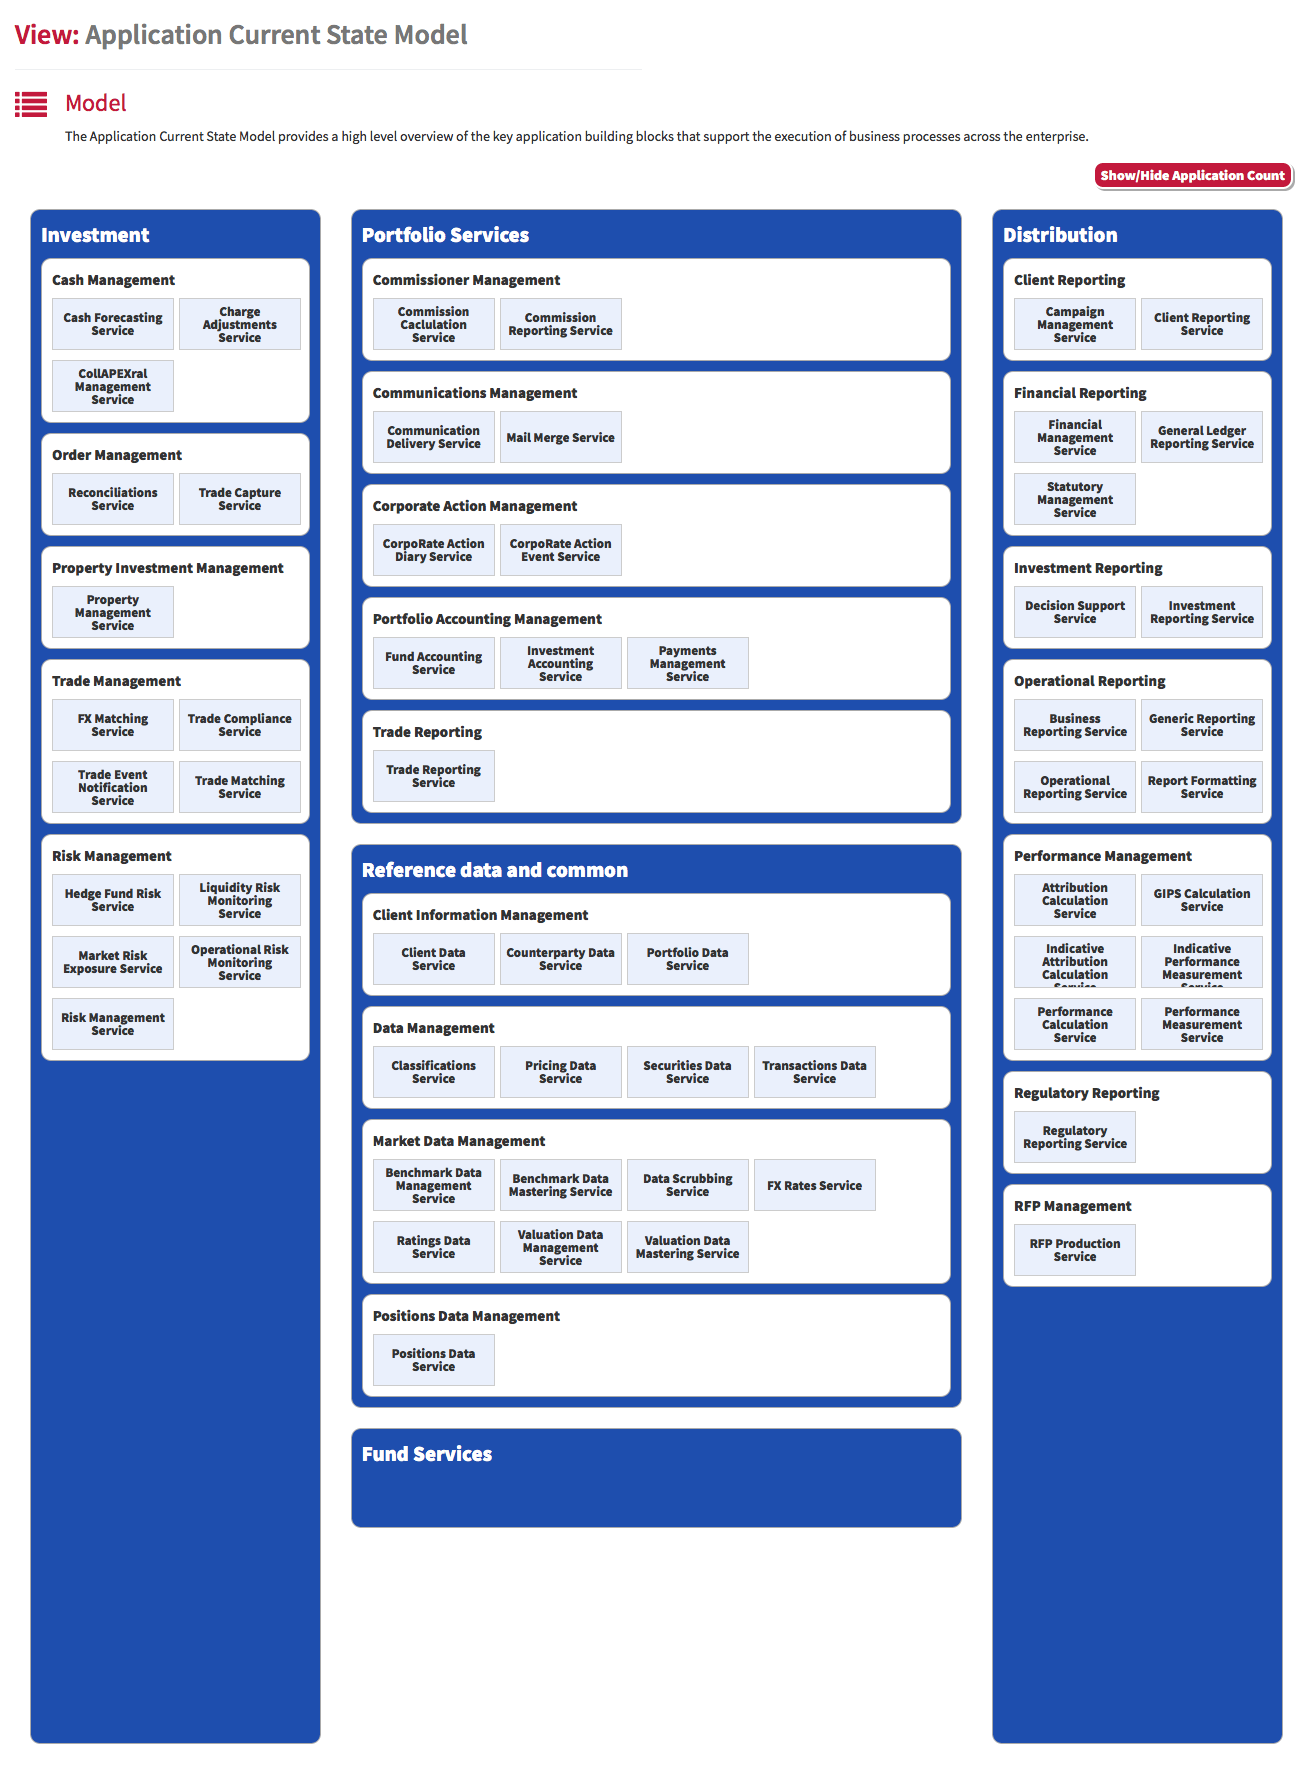 View: Application Current State Model
Model
The Application Current State Model provides a high level overview of the key application building blocks that support the execution of business processes across the enterprise.
Show/Hide Application Count
Investment
Cash Management
Cash Forecasting
Service
Charge
Adjustments
Service
CollAPEXral
Management
Service
Order Management
Reconciliations
Service
Trade Capture
Service
Property Investment Management
Property
Management
Service
Trade Management
FX Matching
Service
Trade Compliance
Service
Trade Event
Notification
Service
Trade Matching
Service
Risk Management
Hedge Fund Risk
Service
Liquidity Risk
Monitoring
Service
Market Risk
Exposure Service
Operational Risk
Monitoring
Service
Risk Management
Service
Portfolio Services
Commissioner Management
Commission
Caclulation
Service
Commission
Reporting Service
Communications Management
Communication
Delivery Service
Mail Merge Service
Corporate Action Management
CorpoRate Action
Diary Service
CorpoRate Action
Event Service
Portfolio Accounting Management
Fund Accounting
Service
Investment
Accounting
Service
Payments
Management
Service
Trade Reporting
Trade Reporting
Service
Reference data and common
Client Information Management
Client Data
Service
Counterparty Data
Service
Portfolio Data
Service
Data Management
Classifications
Service
Pricing Data
Service
Securities Data
Service
Transactions Data
Service
Market Data Management
Benchmark Data
Management
Service
Benchmark Data
Mastering Service
Data Scrubbing
Service
FX Rates Service
Ratings Data
Service
Valuation Data
Management
Service
Valuation Data
Mastering Service
Positions Data Management
Positions Data
Service
Fund Services
Distribution
Client Reporting
Campaign
Management
Service
Client Reporting
Service
Financial Reporting
Financial
Management
Service
General Ledger
Reporting Service
Statutory
Management
Service
Investment Reporting
Decision Support
Service
Investment
Reporting Service
Operational Reporting
Business
Reporting Service
Generic Reporting
Service
Operational
Reporting Service
Report Formatting
Service
Performance Management
Attribution
Calculation
Service
GIPS Calculation
Service
Indicative
Attribution
Calculation
Service
Indicative
Performance
Measurement
Service
Performance
Calculation
Service
Performance
Measurement
Service
Regulatory Reporting
Regulatory
Reporting Service
RFP Management
RFP Production
Service